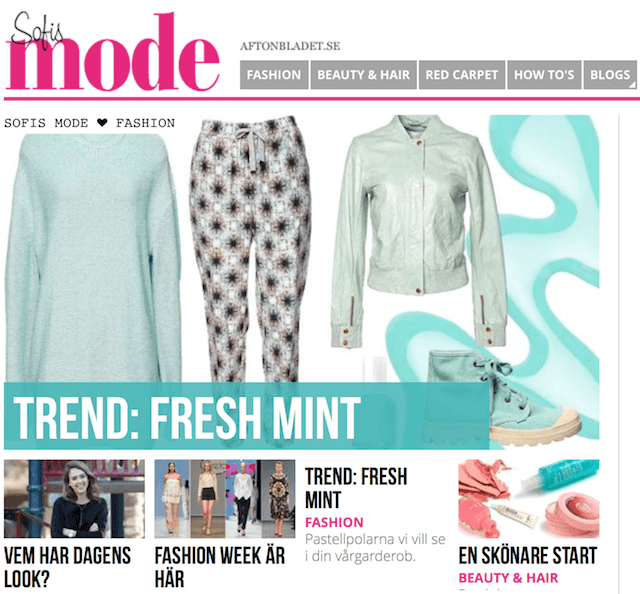 Sofis
mode
AFTONBLADET.SE
FASHION
BEAUTY & HAIR
RED CARPET
HOW TO'S
BLOGS
SOFIS MODE ❤ FASHION
TREND: FRESH MINT
VEM HAR DAGENS
LOOK?
FASHION WEEK ÄR
HÄR
TREND: FRESH
MINT
FASHION
Pastellpolarna vi vill se
i din vårgarderob.
EN SKÖNARE START
BEAUTY & HAIR